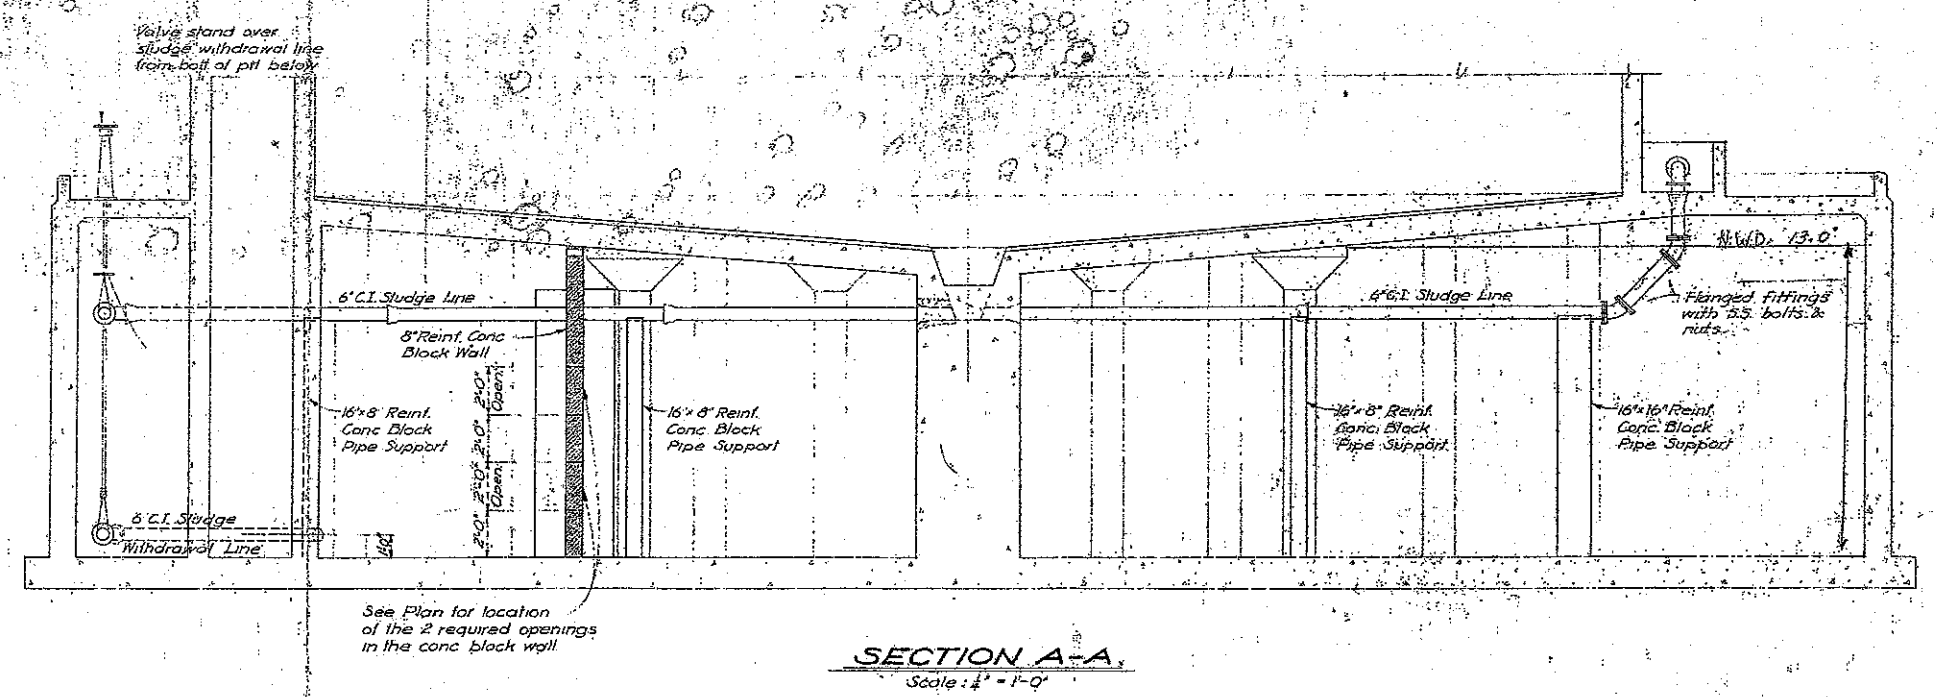 Valve stand over
sludge withdrawal line
from bott of pit below
N.W.D. 13.0'
6" C.I. Sludge Line
6" C.I. Sludge Line
Flanged fittings
with S.S. bolts &
nuts.
8" Reinf. Conc
Block Wall
2'-0"
Open
2'-0"
2'-0"
Open
2'-0"
16"x8" Reinf.
Conc Block
Pipe Support
16"x8" Reinf.
Conc. Block
Pipe Support
16"x8" Reinf.
Conc. Block
Pipe Support
16"x16" Reinf.
Conc. Block
Pipe Support
6" C.I. Sludge
Withdrawal Line
1'-0"
See Plan for location
of the 2 required openings
in the conc block wall.
SECTION A-A.
Scale: ¼" = 1'-0"